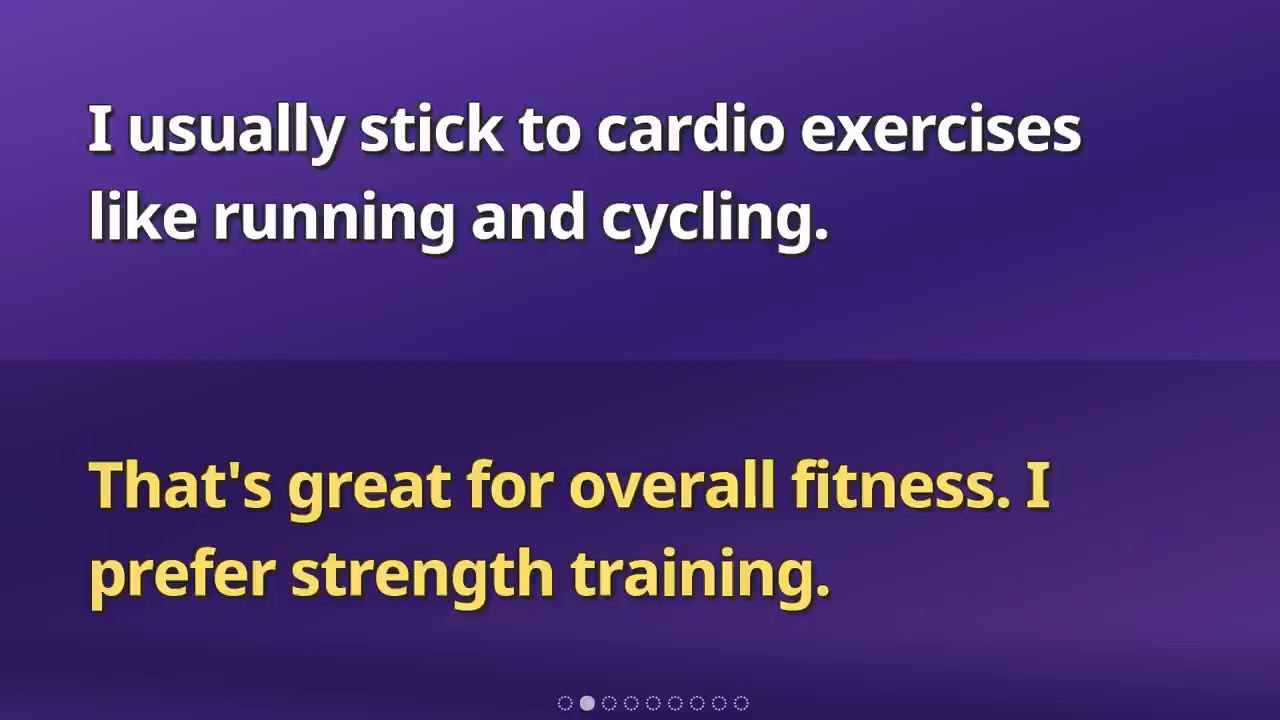 I usually stick to cardio exercises
like running and cycling.
That's great for overall fitness. I
prefer strength training.